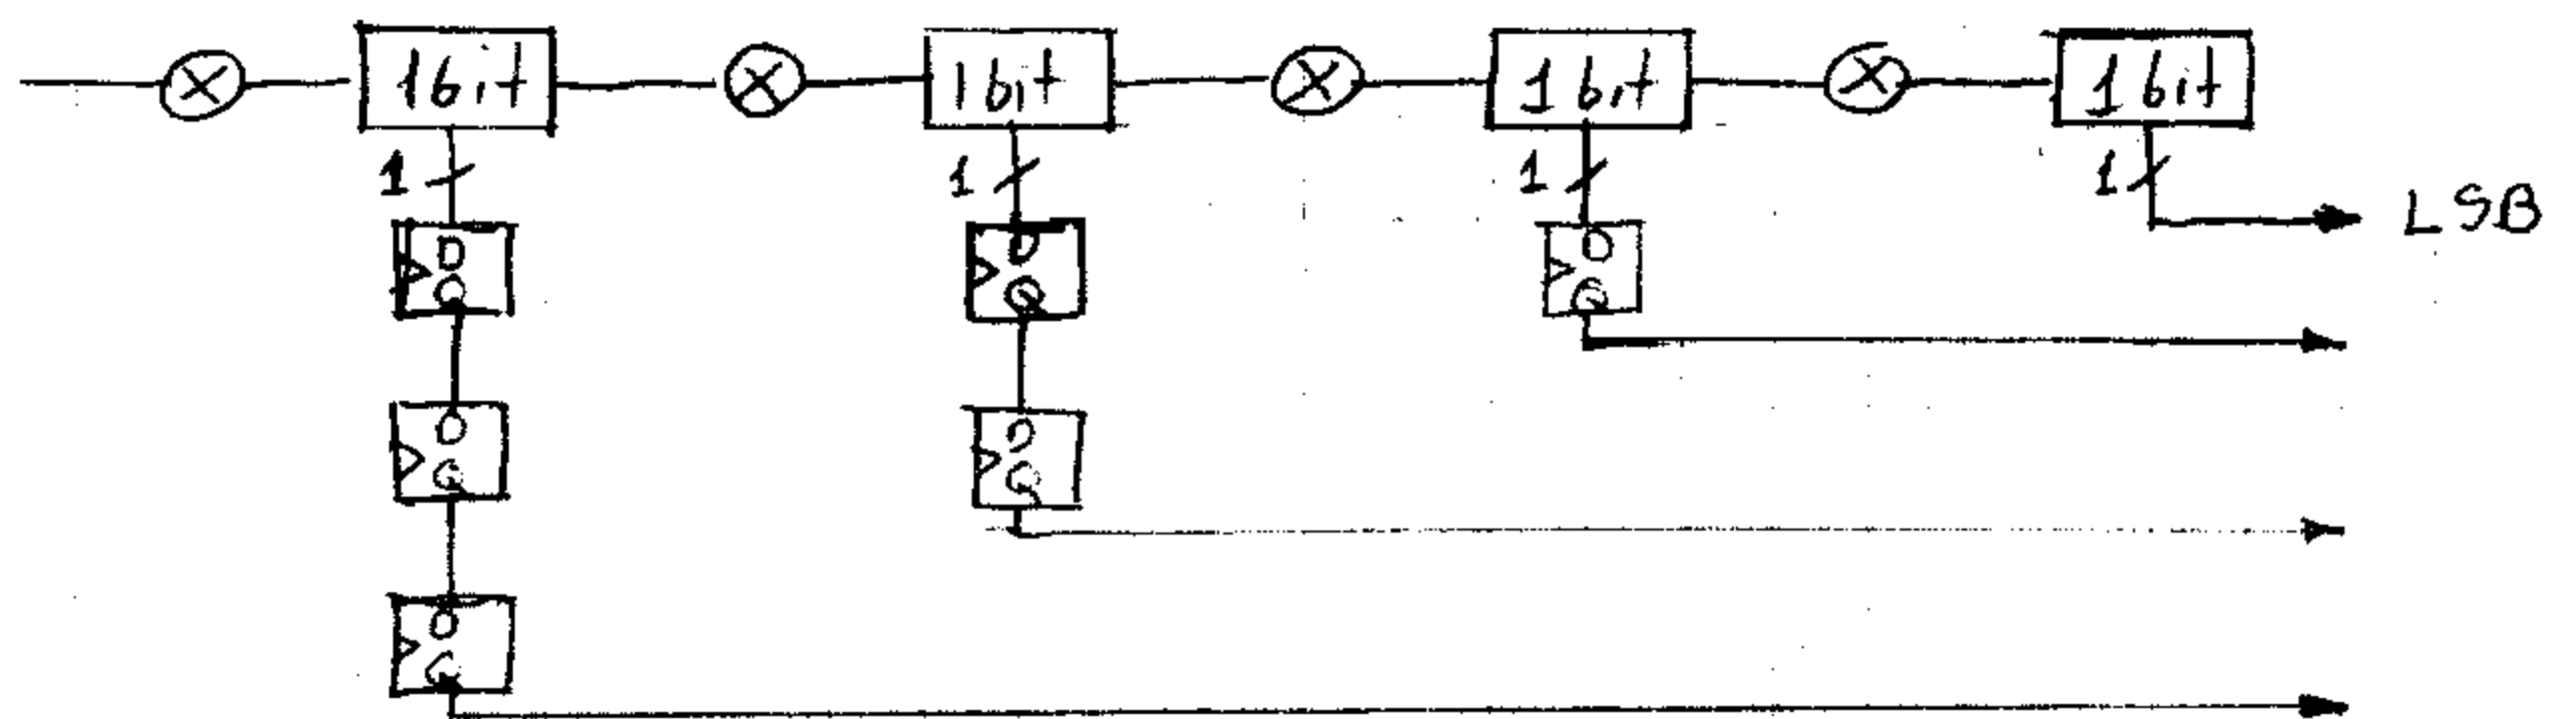 1bit 1bit 1bit 1bit
1 1 1 1
LSB
D D D
Q Q Q
D D
Q Q
D
Q